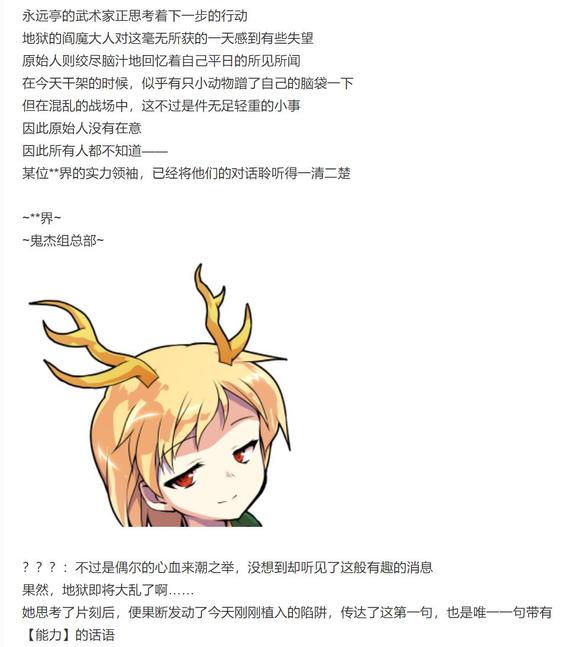 永远亭的武术家正思考着下一步的行动
地狱的阎魔大人对这毫无所获的一天感到有些失望
原始人则绞尽脑汁地回忆着自己平日的所见所闻
在今天干架的时候，似乎有只小动物蹭了自己的脑袋一下
但在混乱的战场中，这不过是件无足轻重的小事
因此原始人没有在意
因此所有人都不知道——
某位**界的实力领袖，已经将他们的对话聆听得一清二楚
~**界~
~鬼杰组总部~
？？？：不过是偶尔的心血来潮之举，没想到却听见了这般有趣的消息
果然，地狱即将大乱了啊……
她思考了片刻后，便果断发动了今天刚刚植入的陷阱，传达了这第一句，也是唯一一句带有
【能力】的话语